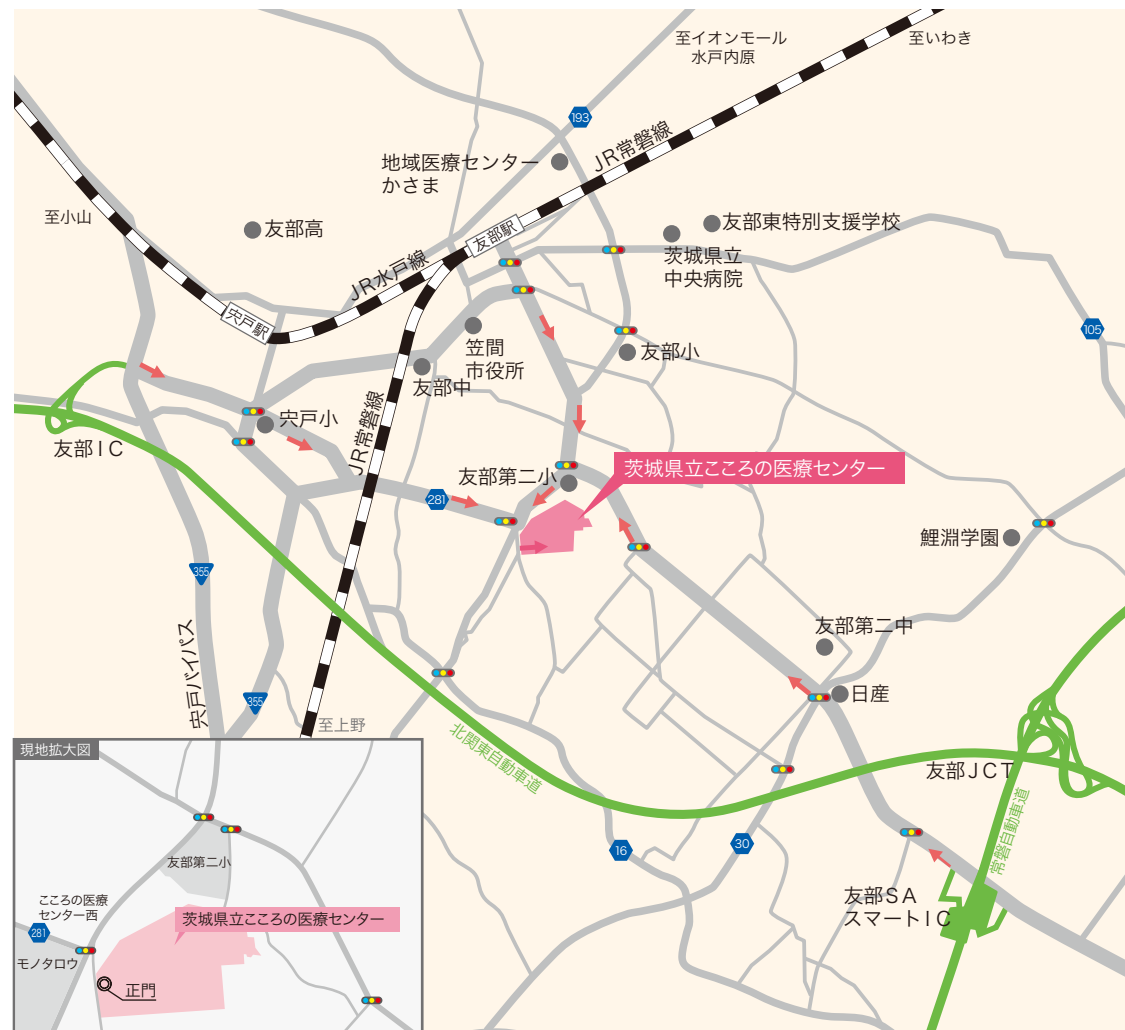 至イオンモール
水戸内原
至いわき
193
JR常磐線
地域医療センター
かさま
至小山
友部高
友部駅
友部東特別支援学校
茨城県立
中央病院
JR水戸線
宍戸駅
105
笠間
市役所
友部小
友部中
宍戸小
JR常磐線
友部IC
友部第二小
茨城県立こころの医療センター
281
鯉淵学園
355
友部第二中
宍戸バイパス
355
日産
至上野
北関東自動車道
友部JCT
常磐自動車道
16
30
友部SA
スマートIC
現地拡大図
友部第二小
こころの医療
センター西
茨城県立こころの医療センター
281
モノタロウ
正門